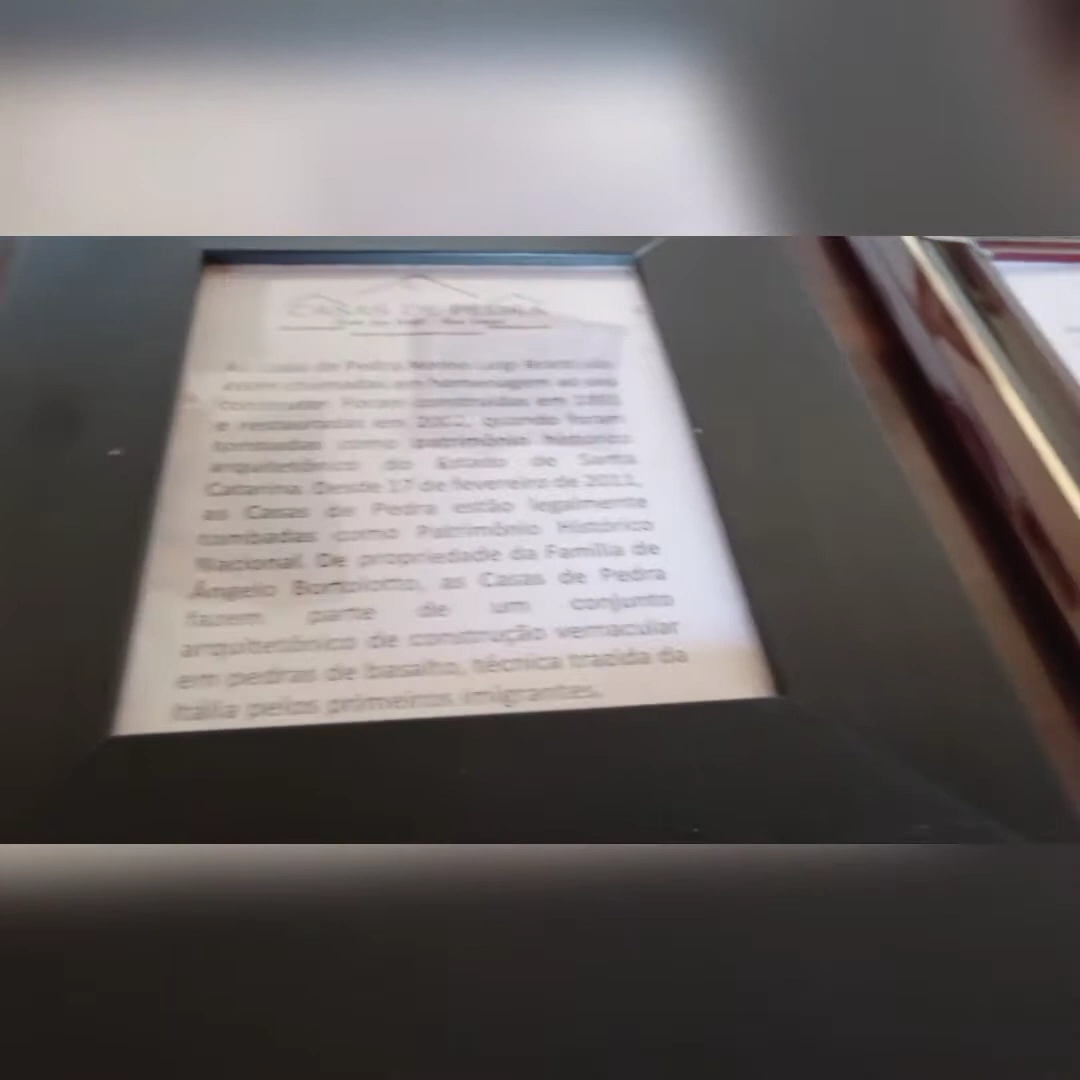 CASAS DE PEDRA
As Casas de Pedra Nonno Luigi
assim chamadas em homenagem ao seu
construtor. Foram construídas em
e restauradas em 2002, quando foram
tombadas como patrimônio histórico
arquitetônico do Estado de Santa
Catarina. Desde 17 de fevereiro de 2011,
as Casas de Pedra estão legalmente
tombadas como Patrimônio Histórico
Nacional. De propriedade da Família de
Ângelo Bortolotto, as Casas de Pedra
fazem parte de um conjunto
arquitetônico de construção vernacular
em pedras de basalto, técnica trazida da
Itália pelos primeiros imigrantes.